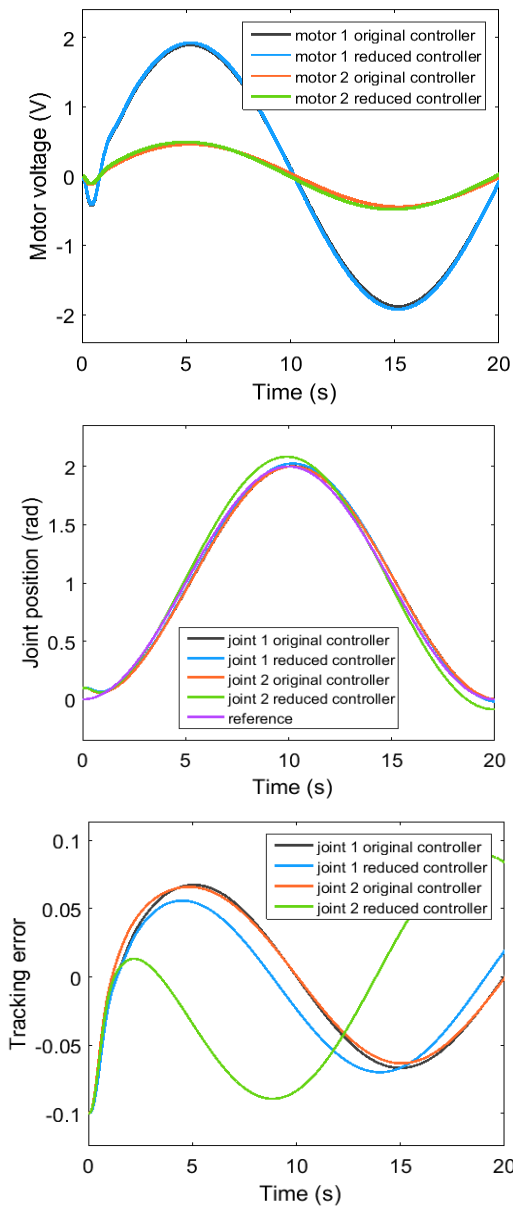 2
1
0
-1
-2
Motor voltage (V)
motor 1 original controller
motor 1 reduced controller
motor 2 original controller
motor 2 reduced controller
0
5
10
15
20
Time (s)
2
1.5
1
0.5
0
Joint position (rad)
joint 1 original controller
joint 1 reduced controller
joint 2 original controller
joint 2 reduced controller
reference
0
5
10
15
20
Time (s)
0.1
0.05
0
-0.05
-0.1
Tracking error
joint 1 original controller
joint 1 reduced controller
joint 2 original controller
joint 2 reduced controller
0
5
10
15
20
Time (s)